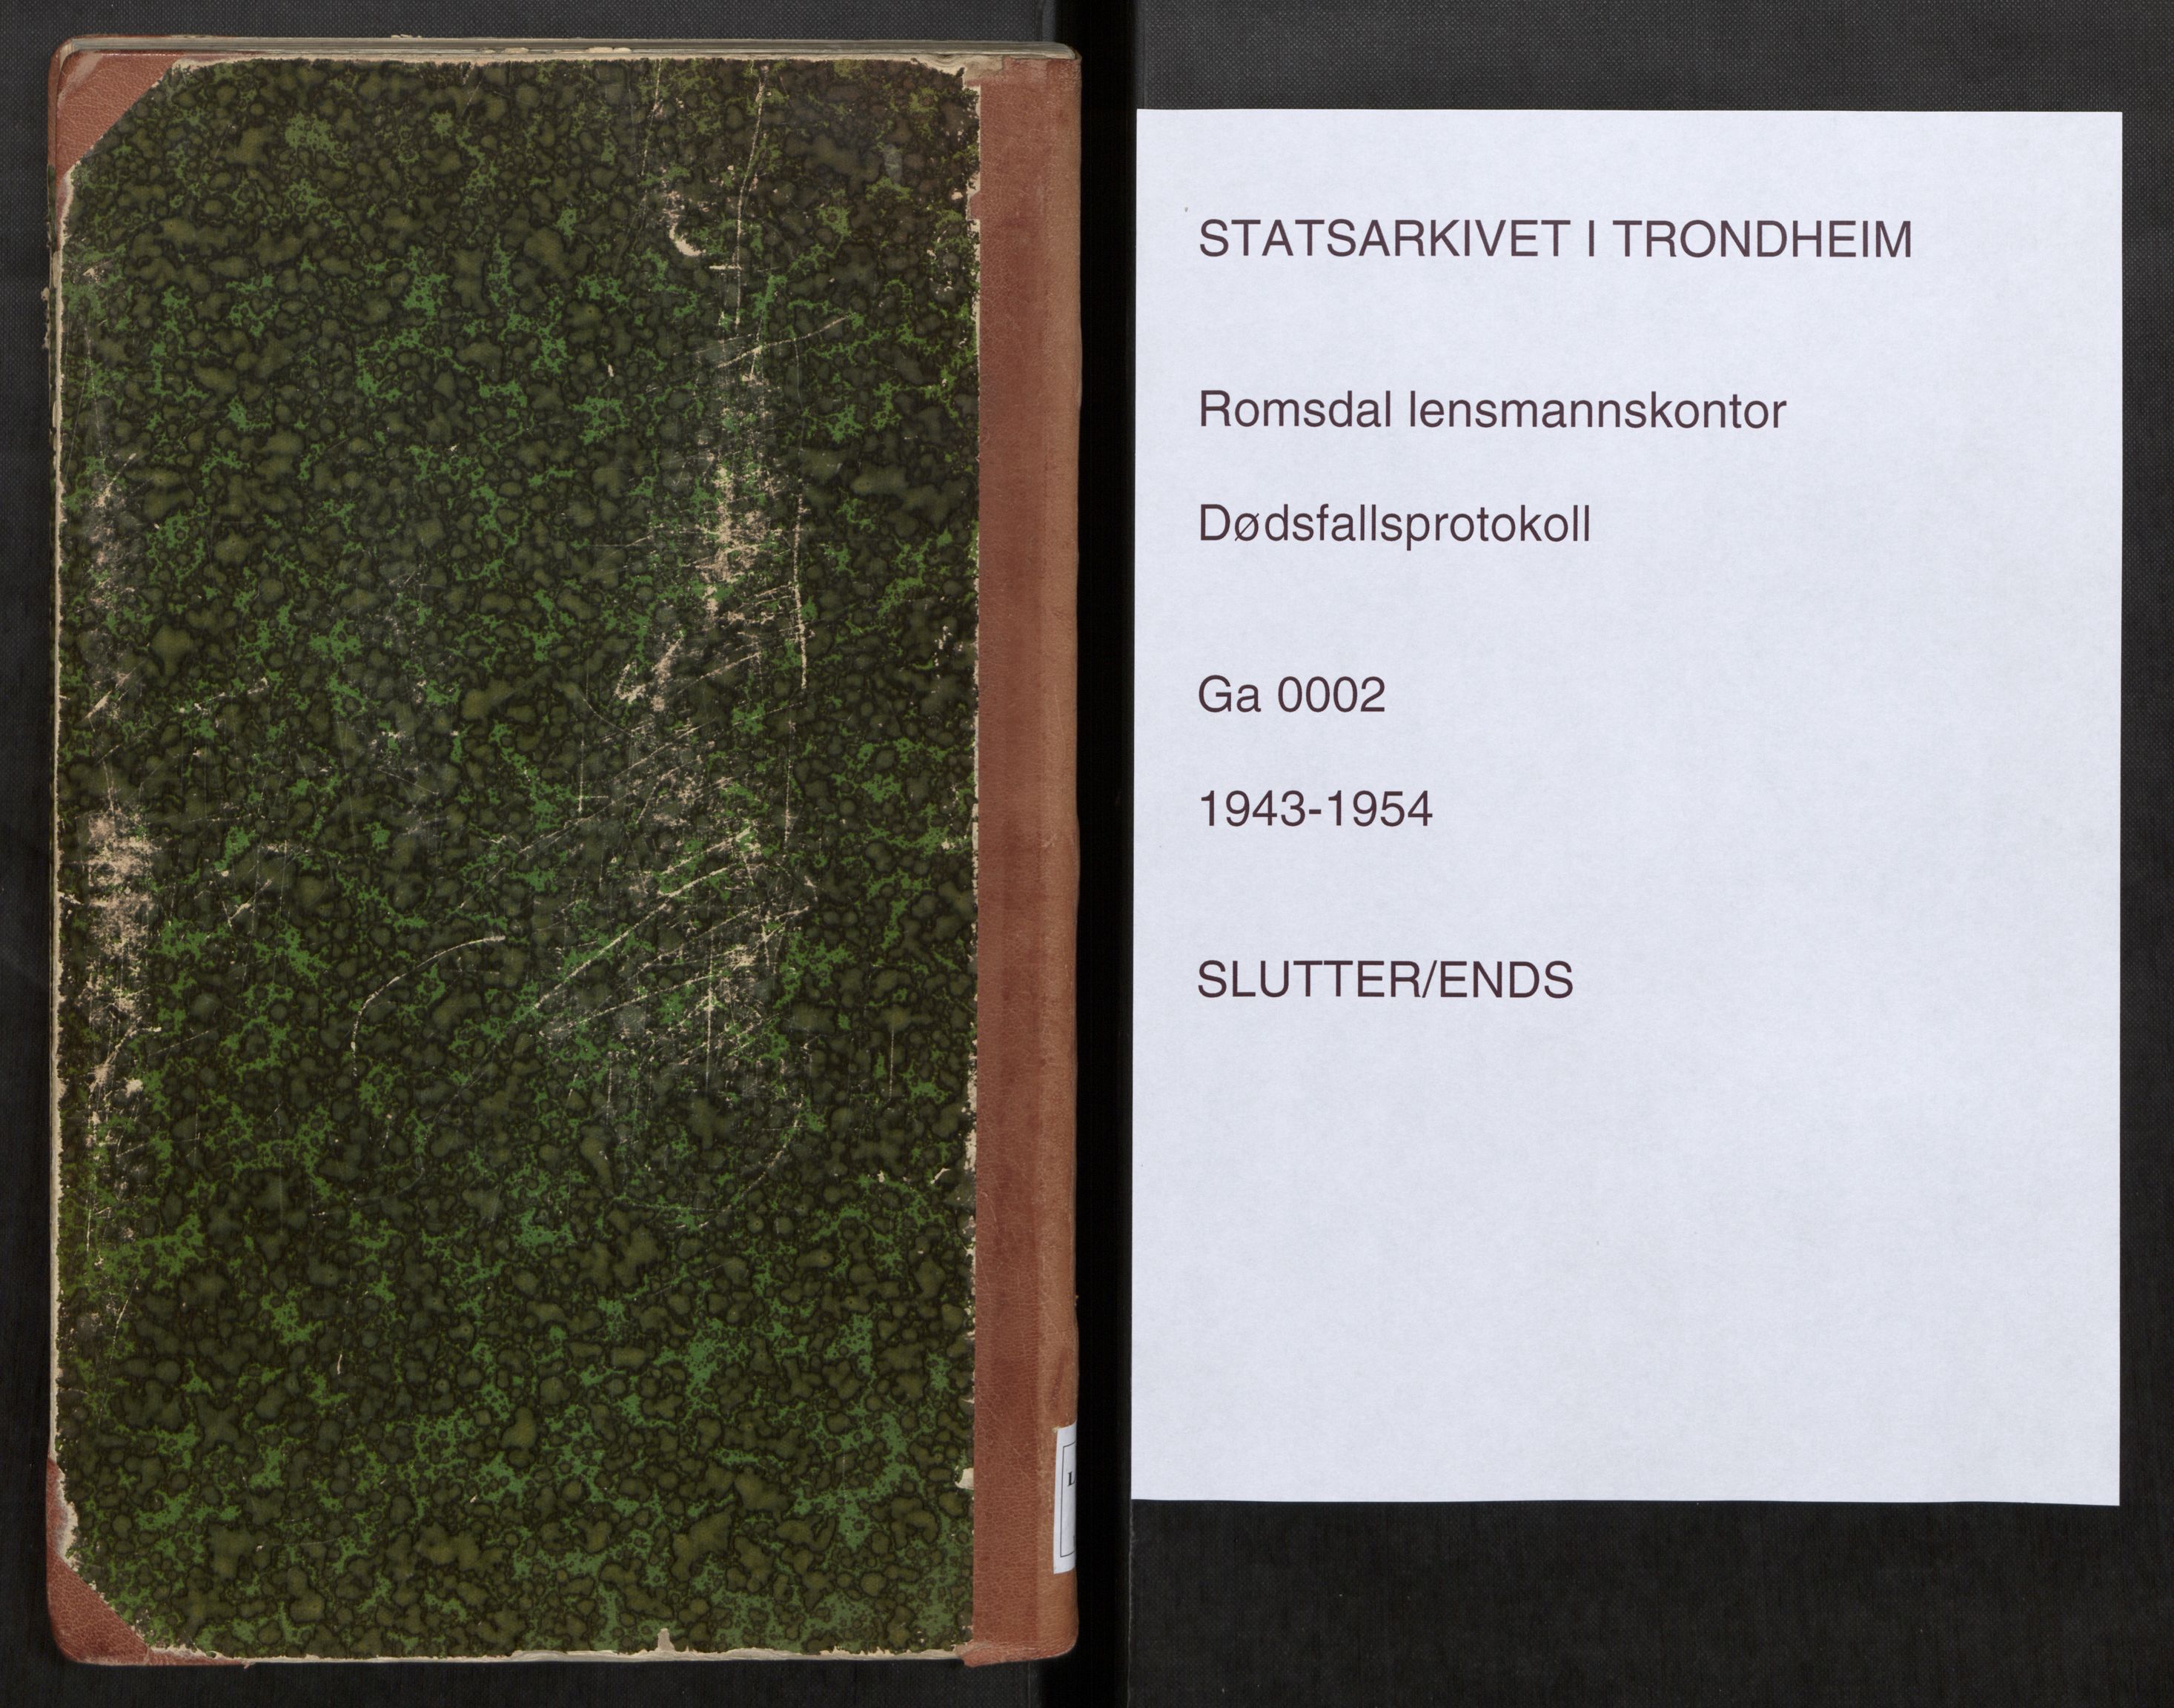 STATSARKIVET I TRONDHEIM
Romsdal lensmannskontor
Dødsfallsprotokoll
Ga 0002
1943-1954
SLUTTER/ENDS